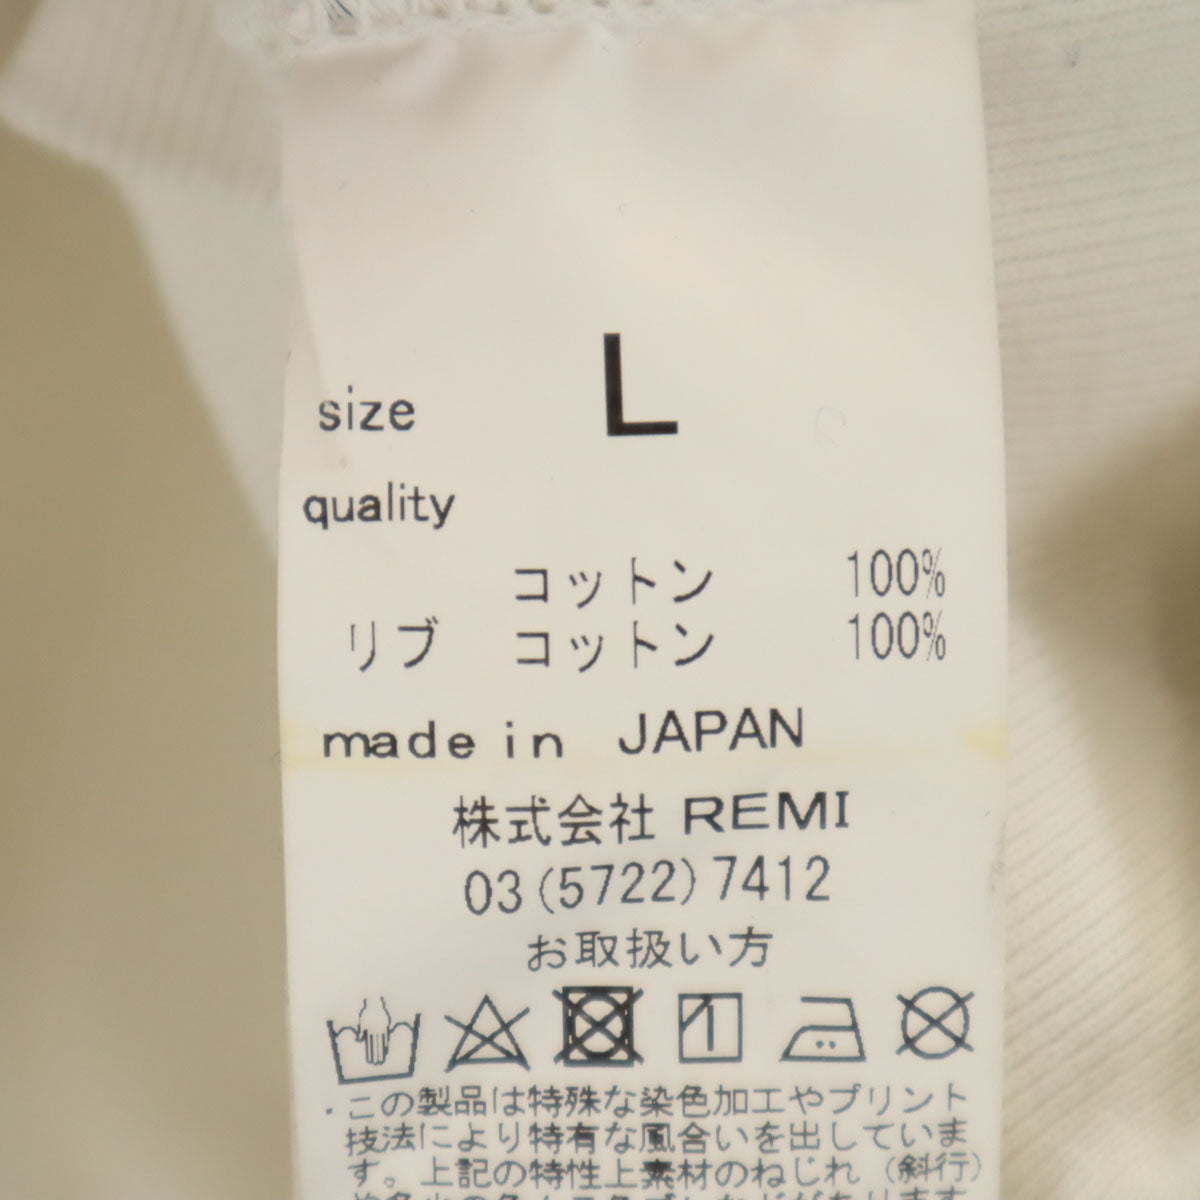 size L
quality
コットン 100%
リブ コットン 100%
made in JAPAN
株式会社 REMI
03(5722)7412
お取扱い方
・この製品は特殊な染色加工やプリント
技法により特有な風合いを出していま
す。上記の特性上素材のねじれ（斜行）